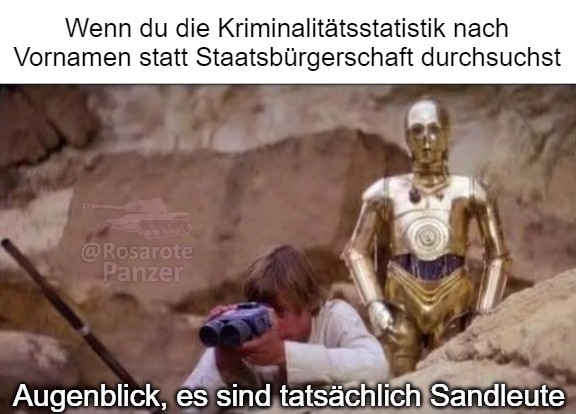 Wenn du die Kriminalitätsstatistik nach
Vornamen statt Staatsbürgerschaft durchsuchst
@Rosarote
Panzer
Augenblick, es sind tatsächlich Sandleute